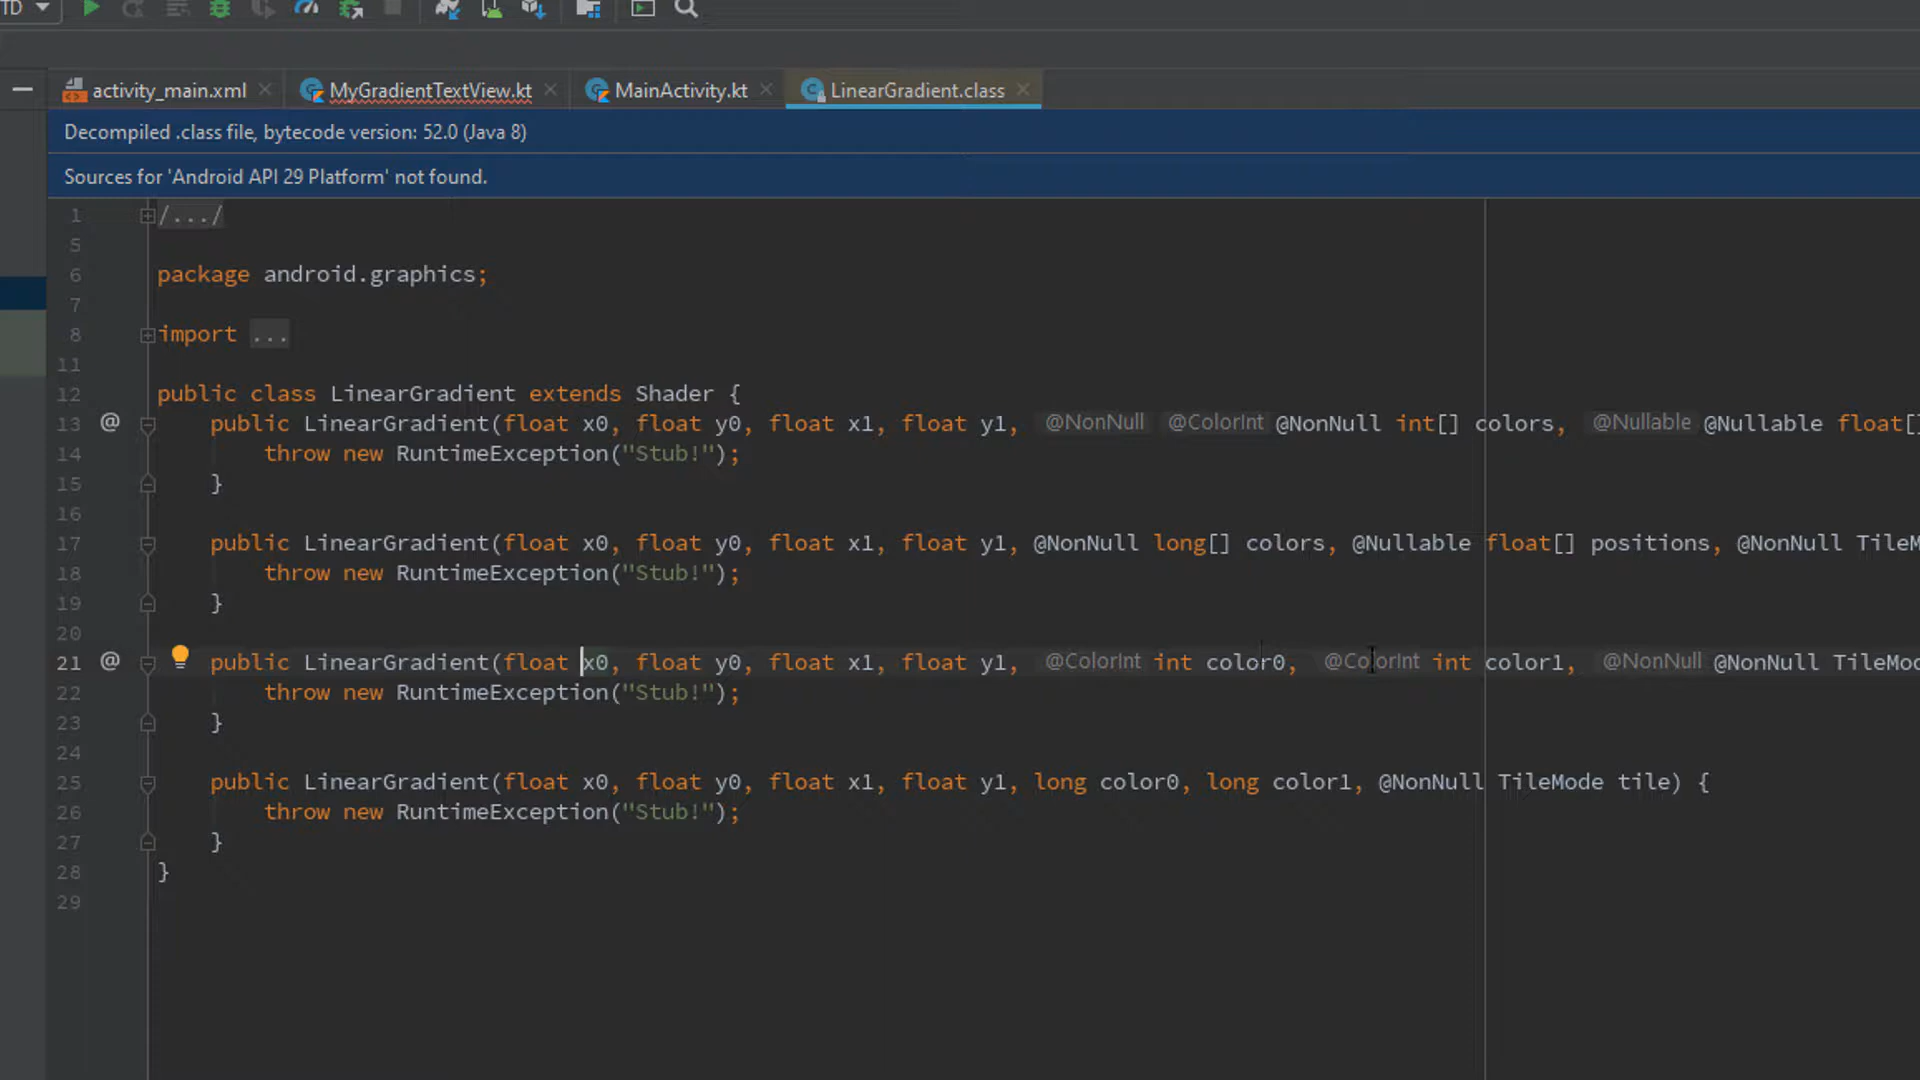 TD
activity_main.xml MyGradientTextView.kt MainActivity.kt LinearGradient.class
Decompiled .class file, bytecode version: 52.0 (Java 8)
Sources for 'Android API 29 Platform' not found.
1 /.../
5
6 package android.graphics;
7
8 import ...
11
12 public class LinearGradient extends Shader {
13 @ public LinearGradient(float x0, float y0, float x1, float y1, @NonNull @ColorInt @NonNull int[] colors, @Nullable @Nullable float[]
14 throw new RuntimeException("Stub!");
15 }
16
17 public LinearGradient(float x0, float y0, float x1, float y1, @NonNull long[] colors, @Nullable float[] positions, @NonNull TileM
18 throw new RuntimeException("Stub!");
19 }
20
21 @ public LinearGradient(float x0, float y0, float x1, float y1, @ColorInt int color0, @ColorInt int color1, @NonNull @NonNull TileMod
22 throw new RuntimeException("Stub!");
23 }
24
25 public LinearGradient(float x0, float y0, float x1, float y1, long color0, long color1, @NonNull TileMode tile) {
26 throw new RuntimeException("Stub!");
27 }
28 }
29